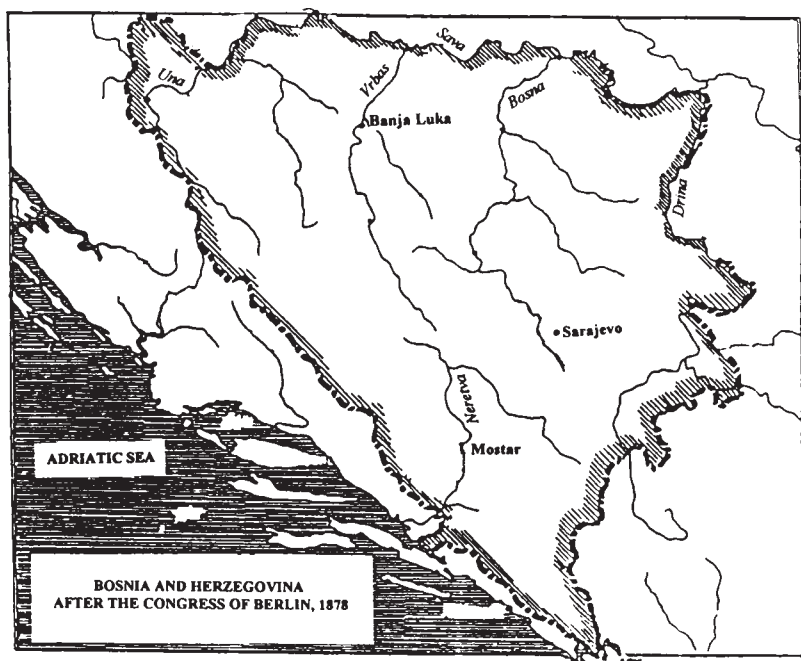 Sava
Una
Vrbas
Bosna
Banja Luka
Drina
Sarajevo
Neretva
Mostar
ADRIATIC SEA
BOSNIA AND HERZEGOVINA
AFTER THE CONGRESS OF BERLIN, 1878